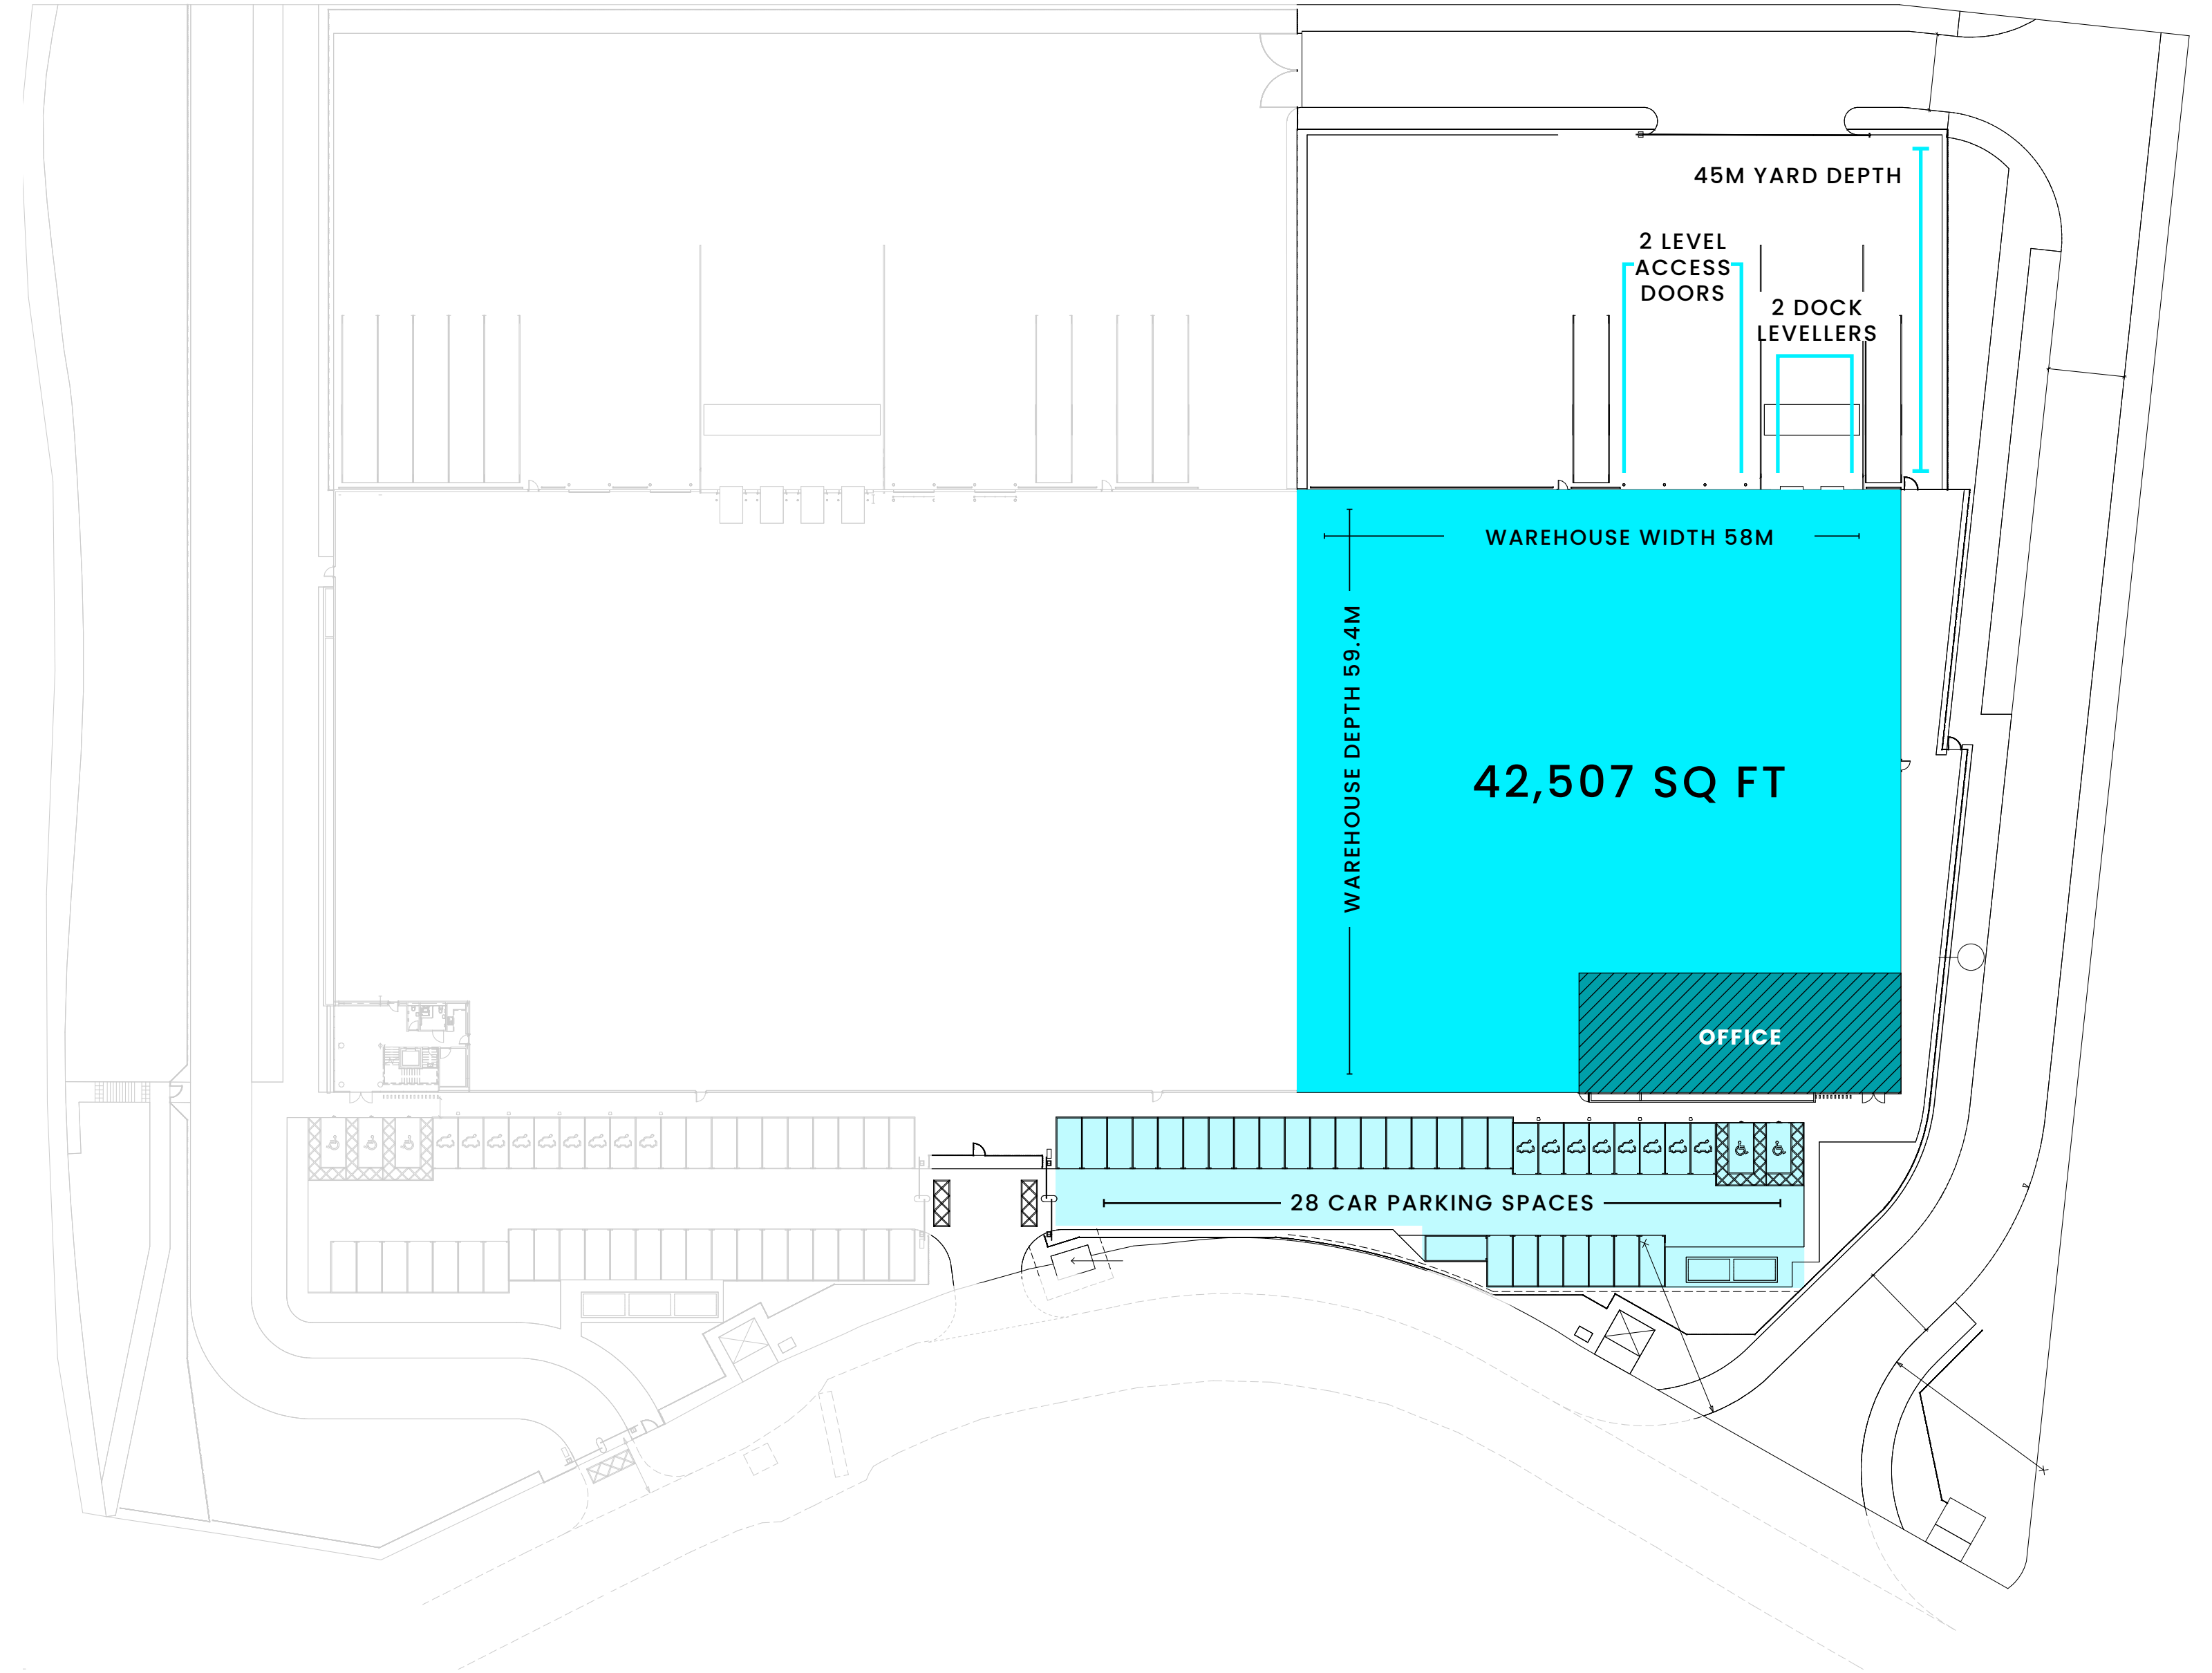 45M YARD DEPTH
2 LEVEL
ACCESS
DOORS
2 DOCK
LEVELLERS
WAREHOUSE WIDTH 58M
WAREHOUSE DEPTH 59.4M
42,507 SQ FT
OFFICE
28 CAR PARKING SPACES